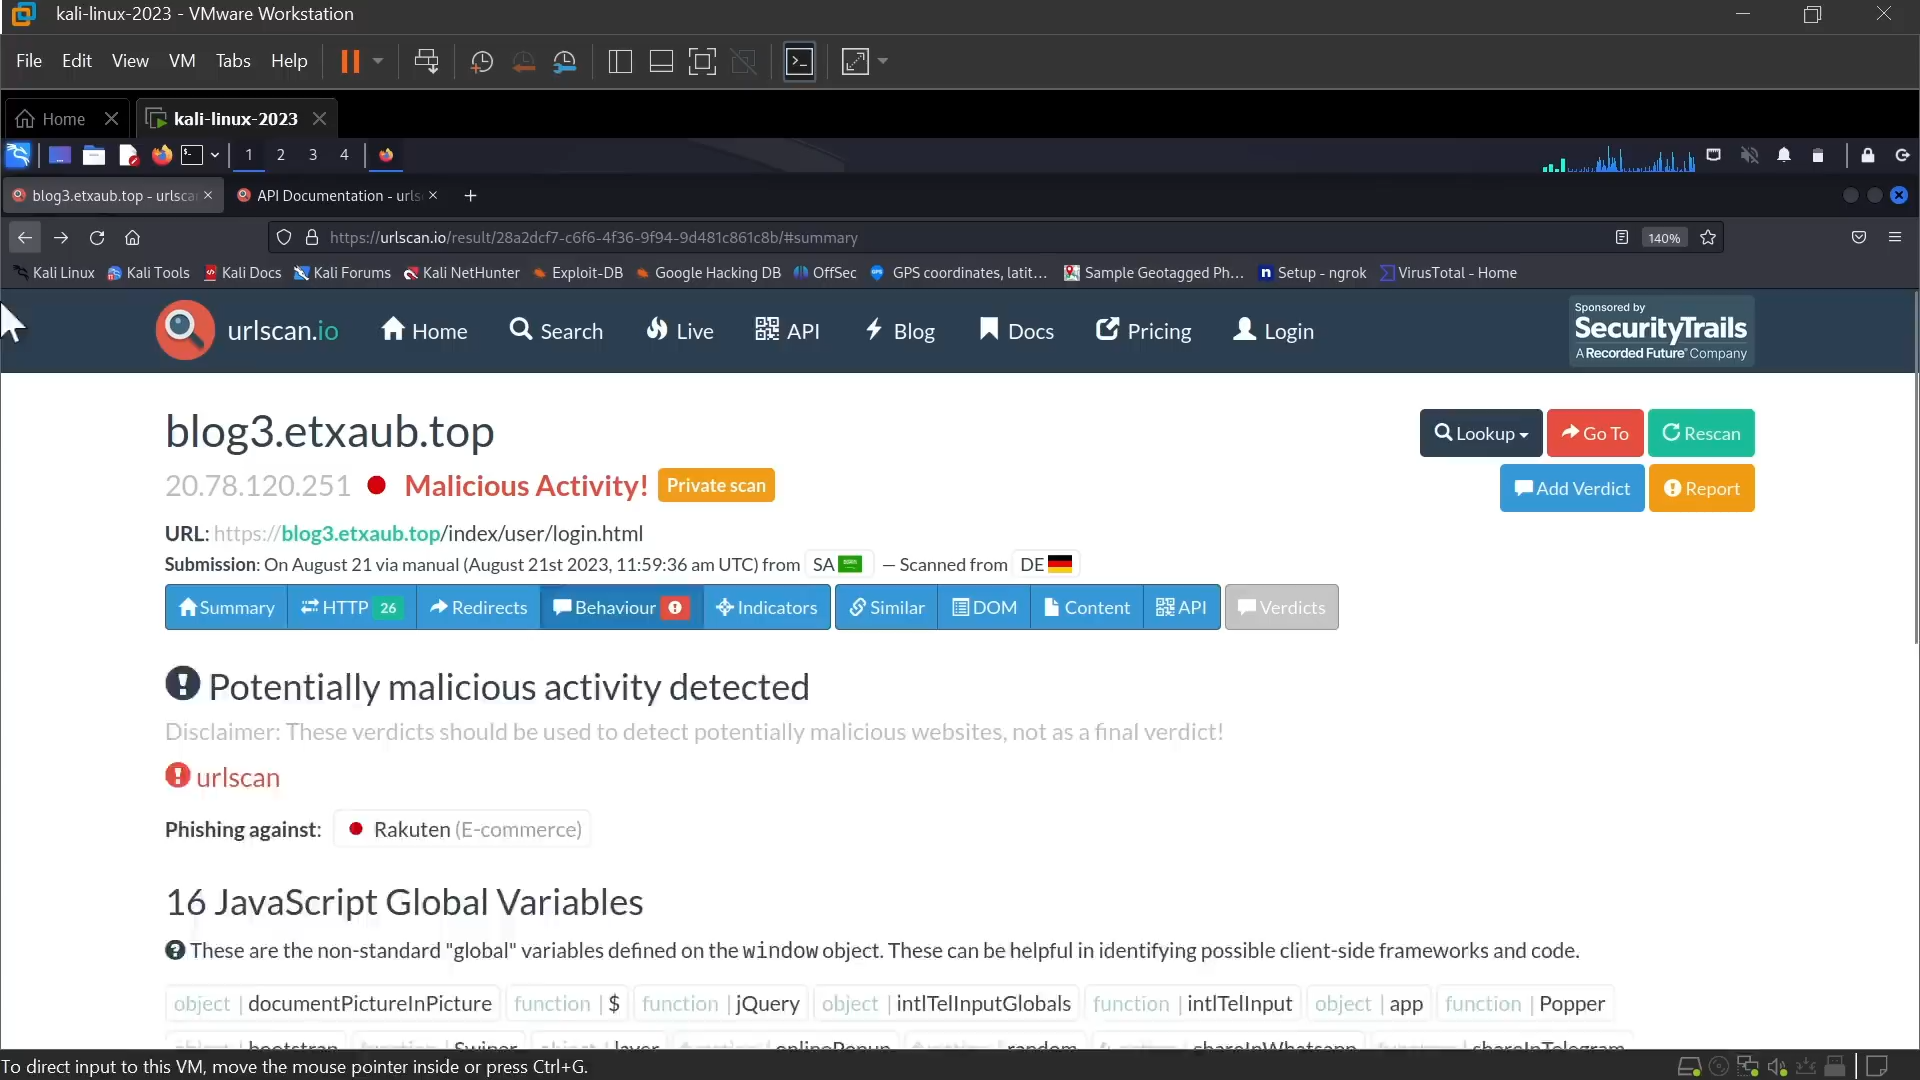 kali-linux-2023 - VMware Workstation
File Edit View VM Tabs Help
Home kali-linux-2023
1 2 3 4
blog3.etxaub.top - urlsca API Documentation - urls
https://urlscan.io/result/28a2dcf7-c6f6-4f36-9f94-9d481c861c8b/#summary 140%
Kali Linux Kali Tools Kali Docs Kali Forums Kali NetHunter Exploit-DB Google Hacking DB OffSec GPS coordinates, latit... Sample Geotagged Ph... Setup - ngrok VirusTotal - Home
urlscan.io Home Search Live API Blog Docs Pricing Login
Sponsored by
SecurityTrails
A Recorded Future® Company
blog3.etxaub.top
Lookup Go To Rescan
20.78.120.251 Malicious Activity! Private scan
Add Verdict Report
URL: https://blog3.etxaub.top/index/user/login.html
Submission: On August 21 via manual (August 21st 2023, 11:59:36 am UTC) from SA — Scanned from DE
Summary HTTP 26 Redirects Behaviour Indicators Similar DOM Content API Verdicts
Potentially malicious activity detected
Disclaimer: These verdicts should be used to detect potentially malicious websites, not as a final verdict!
urlscan
Phishing against: Rakuten (E-commerce)
16 JavaScript Global Variables
These are the non-standard "global" variables defined on the window object. These can be helpful in identifying possible client-side frameworks and code.
object | documentPictureInPicture function | $ function | jQuery object | intlTelInputGlobals function | intlTelInput object | app function | Popper
bootstrap Swiper layer onlinePopup random shareInWhatsapp shareInTelegram
To direct input to this VM, move the mouse pointer inside or press Ctrl+G.